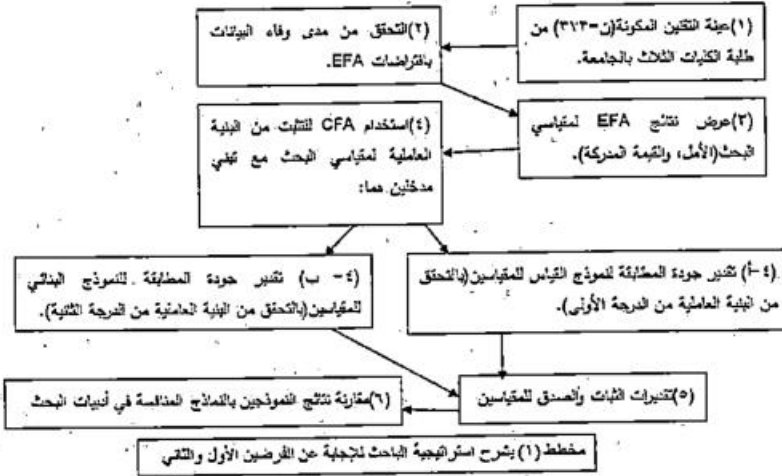 (١)عينة التقنين المكونة(ن=٣٧٣) من
طلبة الكليات الثلاث بالجامعة.
(٢)التحقق من مدى وفاء البيانات
بافتراضات EFA.
(٣)عرض نتائج EFA لمقياسي
البحث(الأمل، والقيمة المدركة).
(٤)استخدام CFA للتثبت من البنية
العاملية لمقياسي البحث مع تبني
مدخلين هما:
(٤-أ) تقدير جودة المطابقة لنموذج القياس للمقياسين(بالتحقق
من البنية العاملية من الدرجة الأولى).
(٤- ب) تقدير جودة المطابقة للنموذج البنائي
للمقياسين(بالتحقق من البنية العاملية من الدرجة الثانية).
(٥)تقديرات الثبات والصدق للمقياسين
(٦)مقارنة نتائج النموذجين بالنماذج المنافسة في أدبيات البحث
مخطط (١) يشرح استراتيجية الباحث للإجابة عن الفرضين الأول والثاني